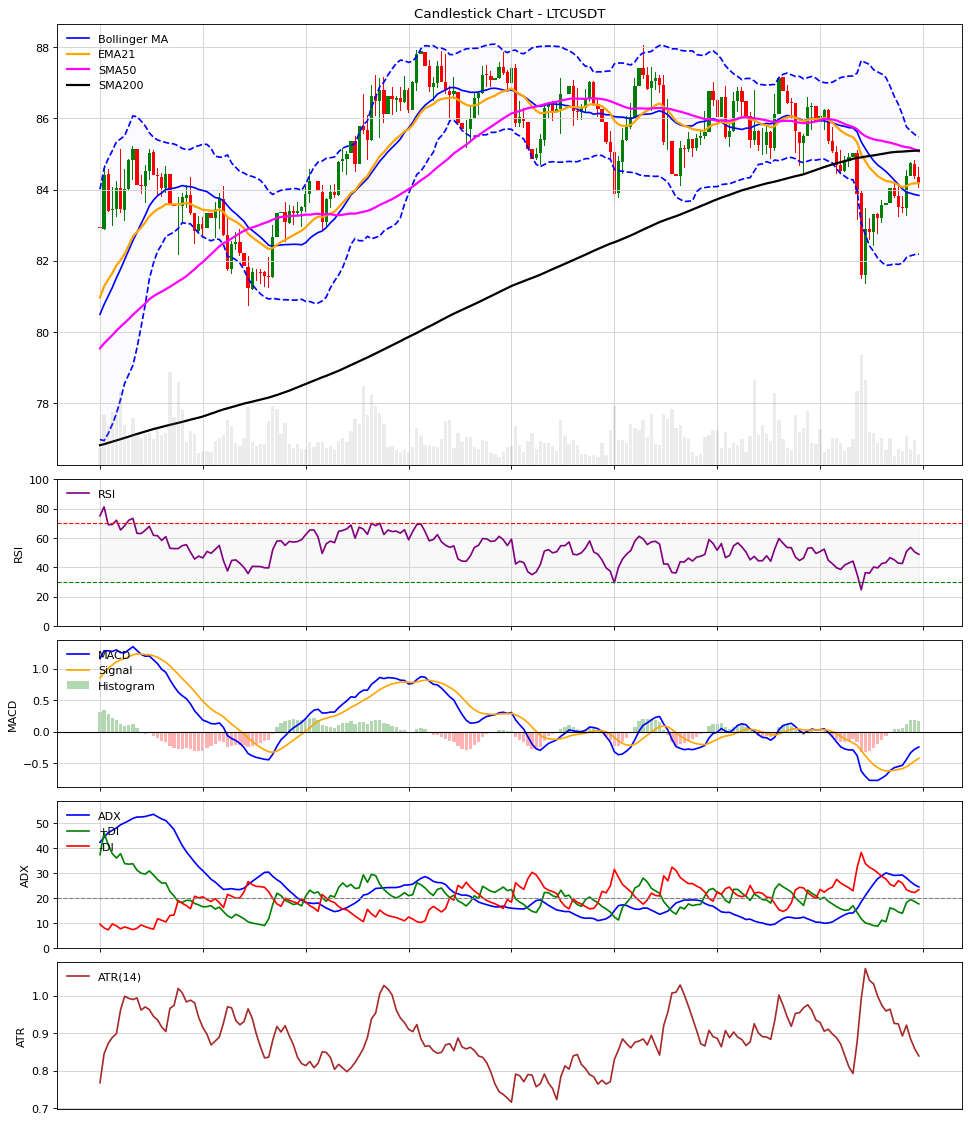 Candlestick Chart - LTCUSDT
Bollinger MA
EMA21
SMA50
SMA200
88
86
84
82
80
78
RSI
RSI
100
80
60
40
20
0
MACD
Signal
Histogram
MACD
1.0
0.5
0.0
−0.5
ADX
+DI
-DI
ADX
50
40
30
20
10
0
ATR(14)
ATR
1.0
0.9
0.8
0.7